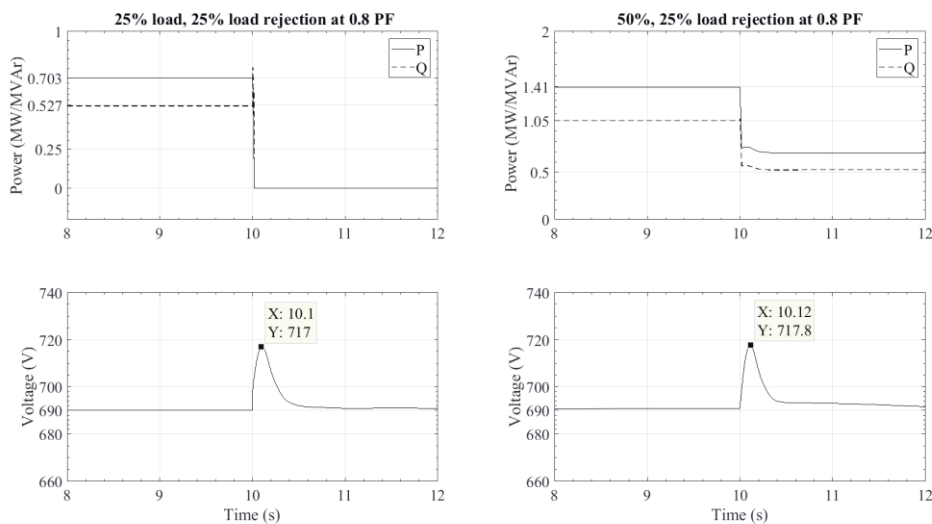 25% load, 25% load rejection at 0.8 PF
Power (MW/MVAr)
1
0.703
0.527
0.25
0
P
Q
8
9
10
11
12
50%, 25% load rejection at 0.8 PF
Power (MW/MVAr)
2
1.41
1.05
0.5
0
P
Q
8
9
10
11
12
Voltage (V)
740
720
700
690
680
660
X: 10.1
Y: 717
8
9
10
11
12
Time (s)
Voltage (V)
740
720
700
690
680
660
X: 10.12
Y: 717.8
8
9
10
11
12
Time (s)